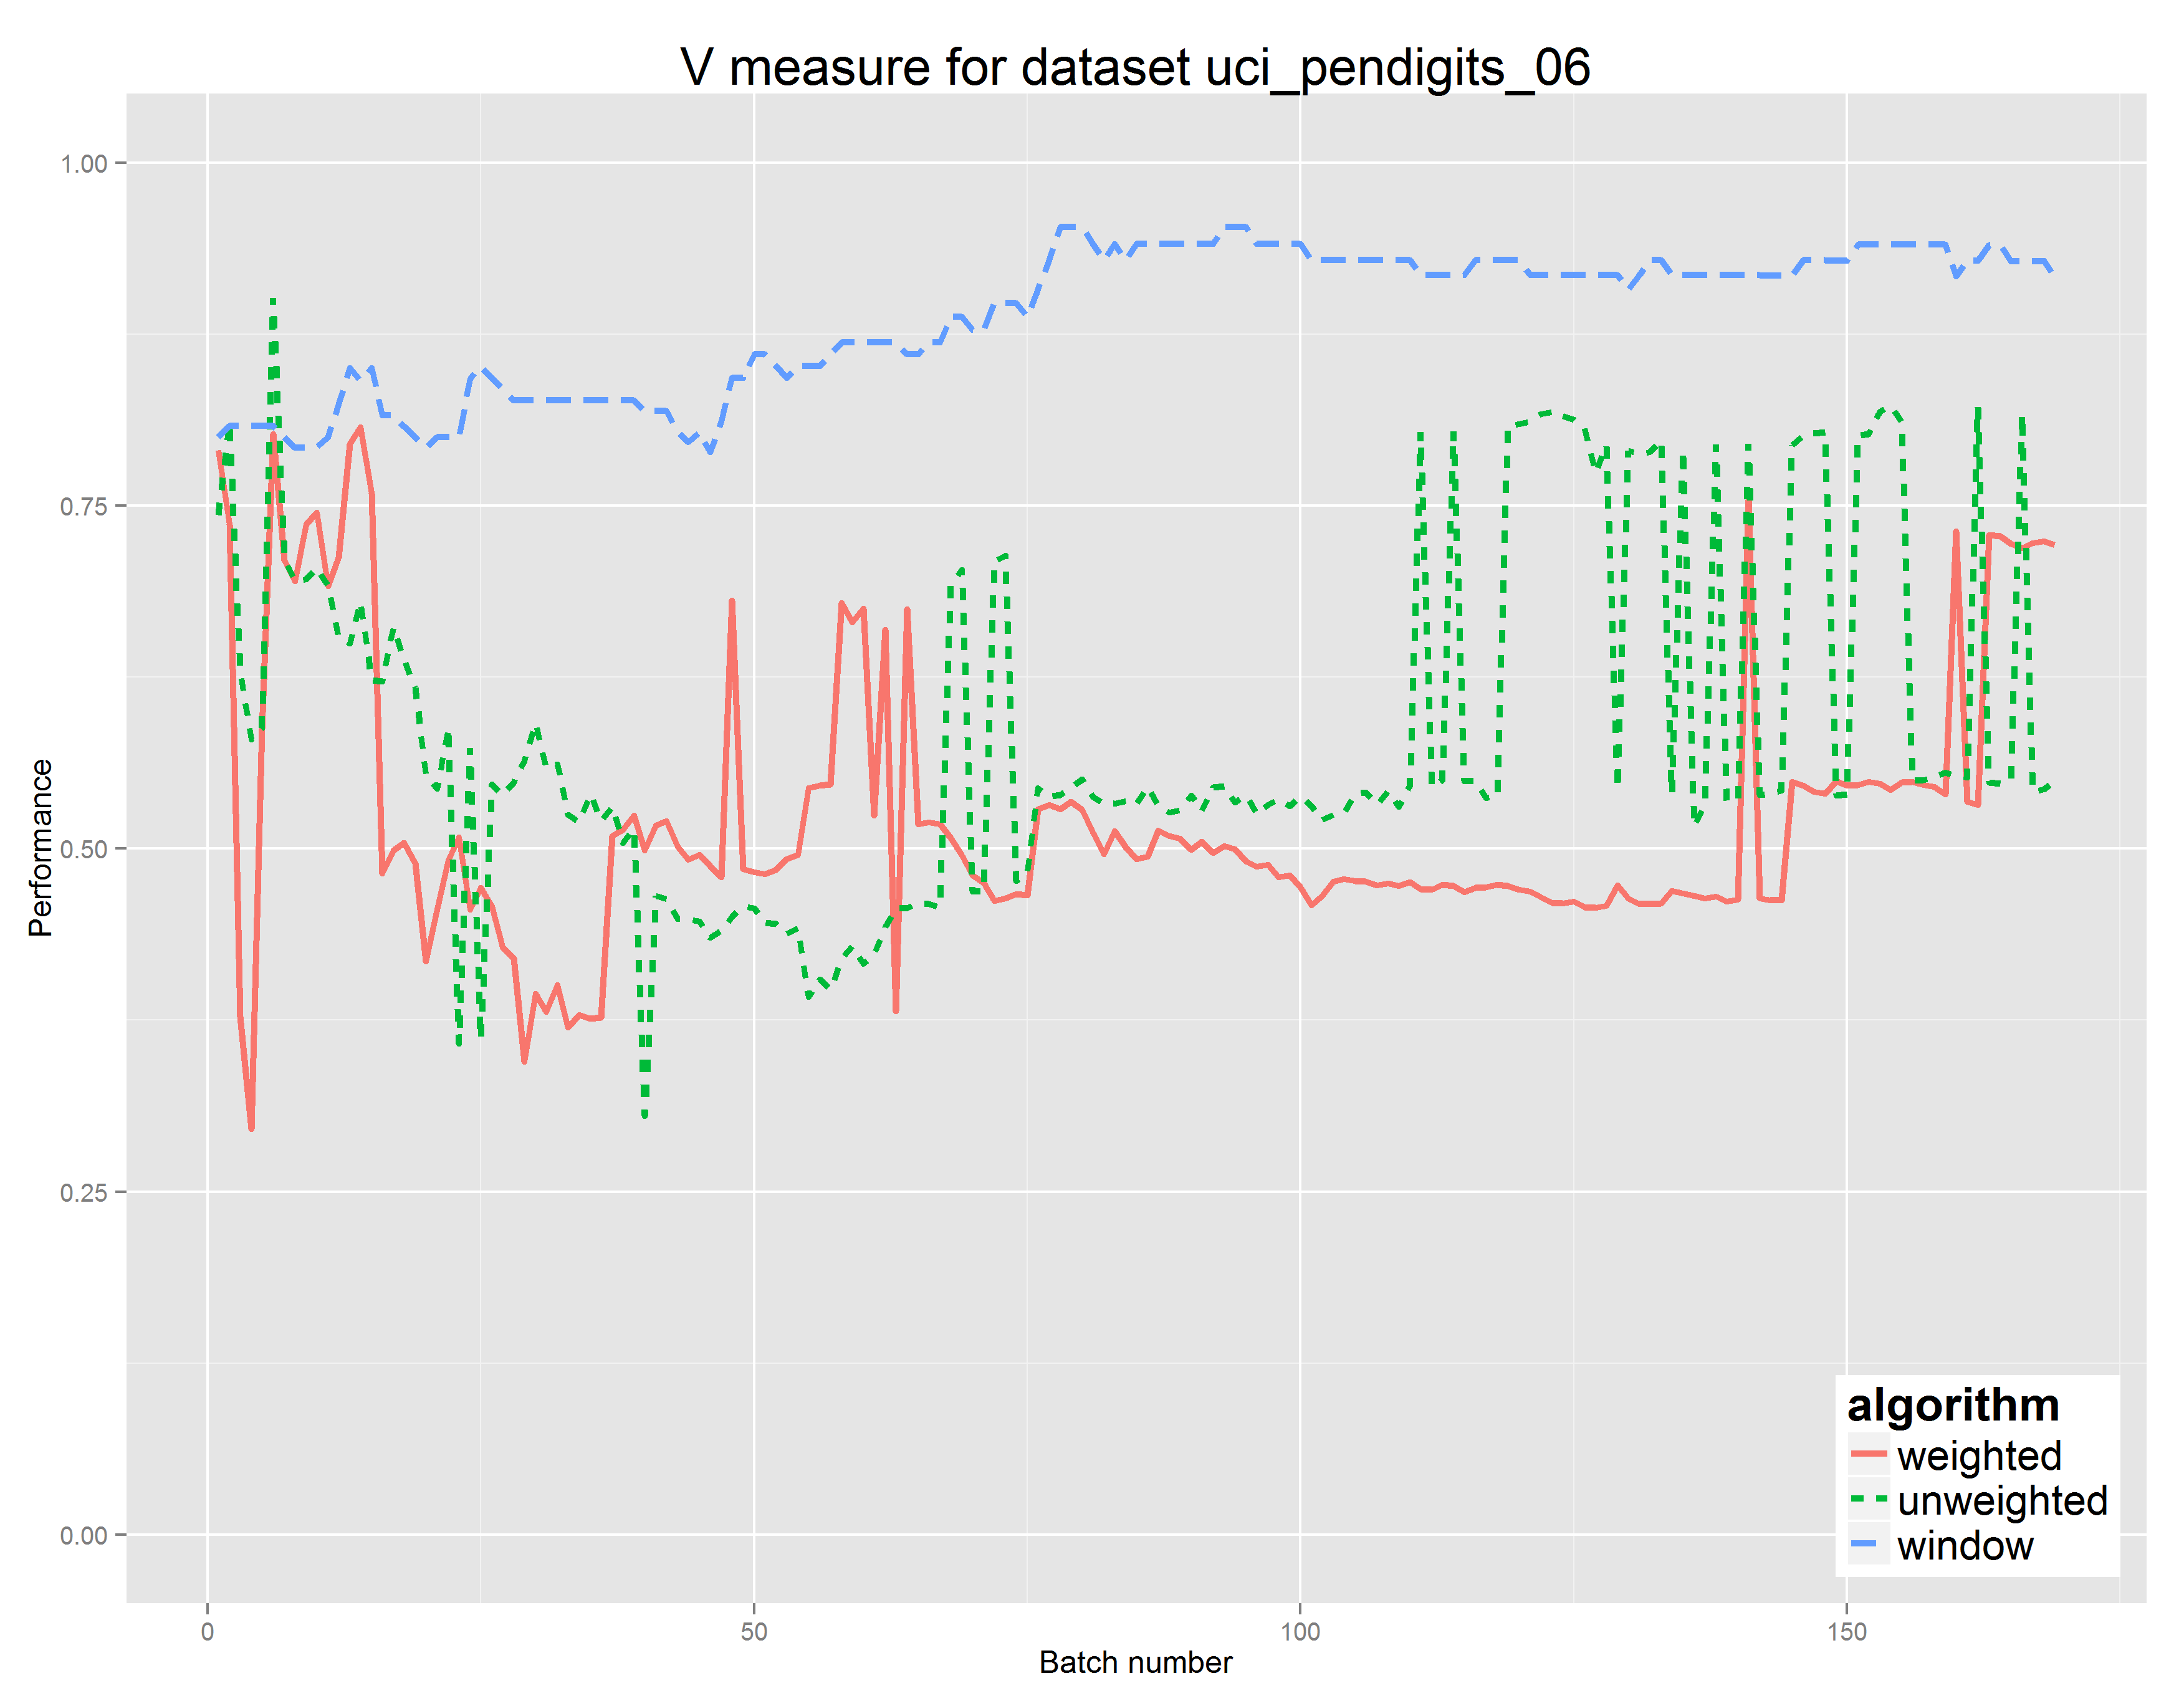 V measure for dataset uci_pendigits_06
1.00
0.75
0.50
0.25
0.00
Performance
0
50
100
150
Batch number
algorithm
weighted
unweighted
window